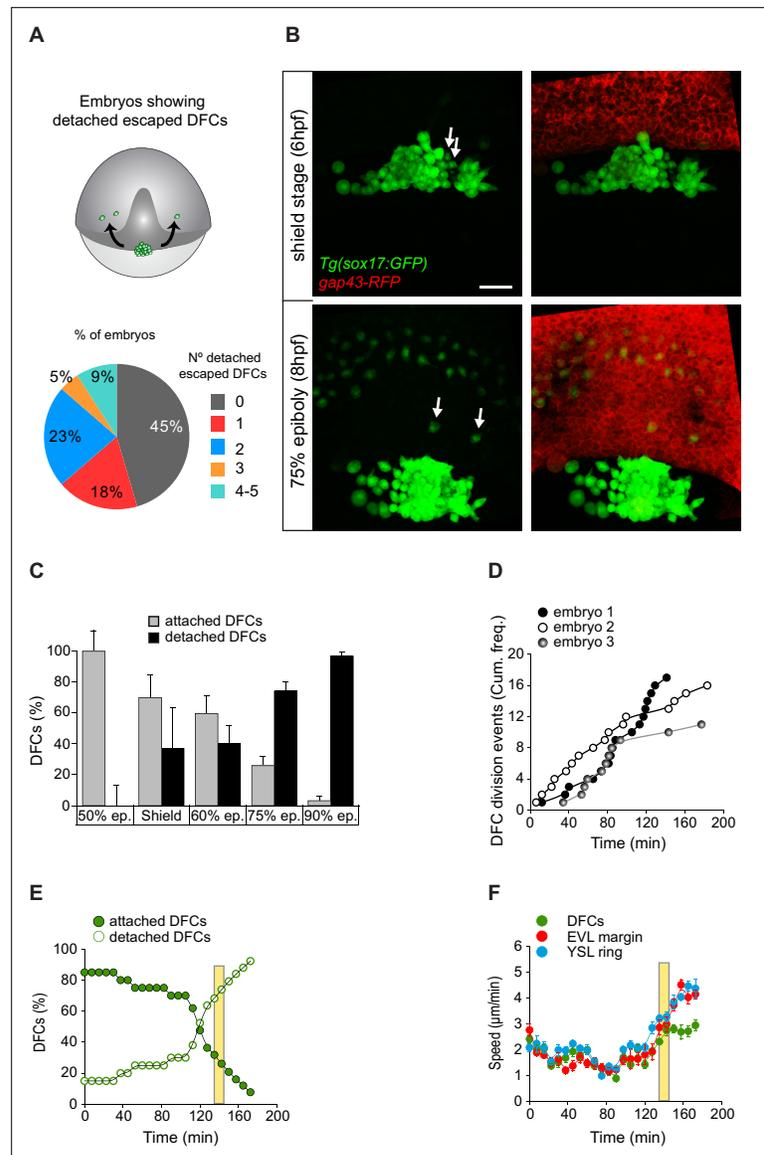 A
Embryos showing
detached escaped DFCs
% of embryos
Nº detached
escaped DFCs
5%
9%
45%
23%
18%
0
1
2
3
4-5
B
shield stage (6hpf)
Tg(sox17:GFP)
gap43-RFP
75% epiboly (8hpf)
C
attached DFCs
detached DFCs
DFCs (%)
100
80
60
40
20
0
50% ep.
Shield
60% ep.
75% ep.
90% ep.
D
embryo 1
embryo 2
embryo 3
DFC division events (Cum. freq.)
20
16
12
8
4
0
0 40 80 120 160 200
Time (min)
E
attached DFCs
detached DFCs
DFCs (%)
100
80
60
40
20
0
0 40 80 120 160 200
Time (min)
F
DFCs
EVL margin
YSL ring
Speed (µm/min)
6
5
4
3
2
1
0
0 40 80 120 160 200
Time (min)